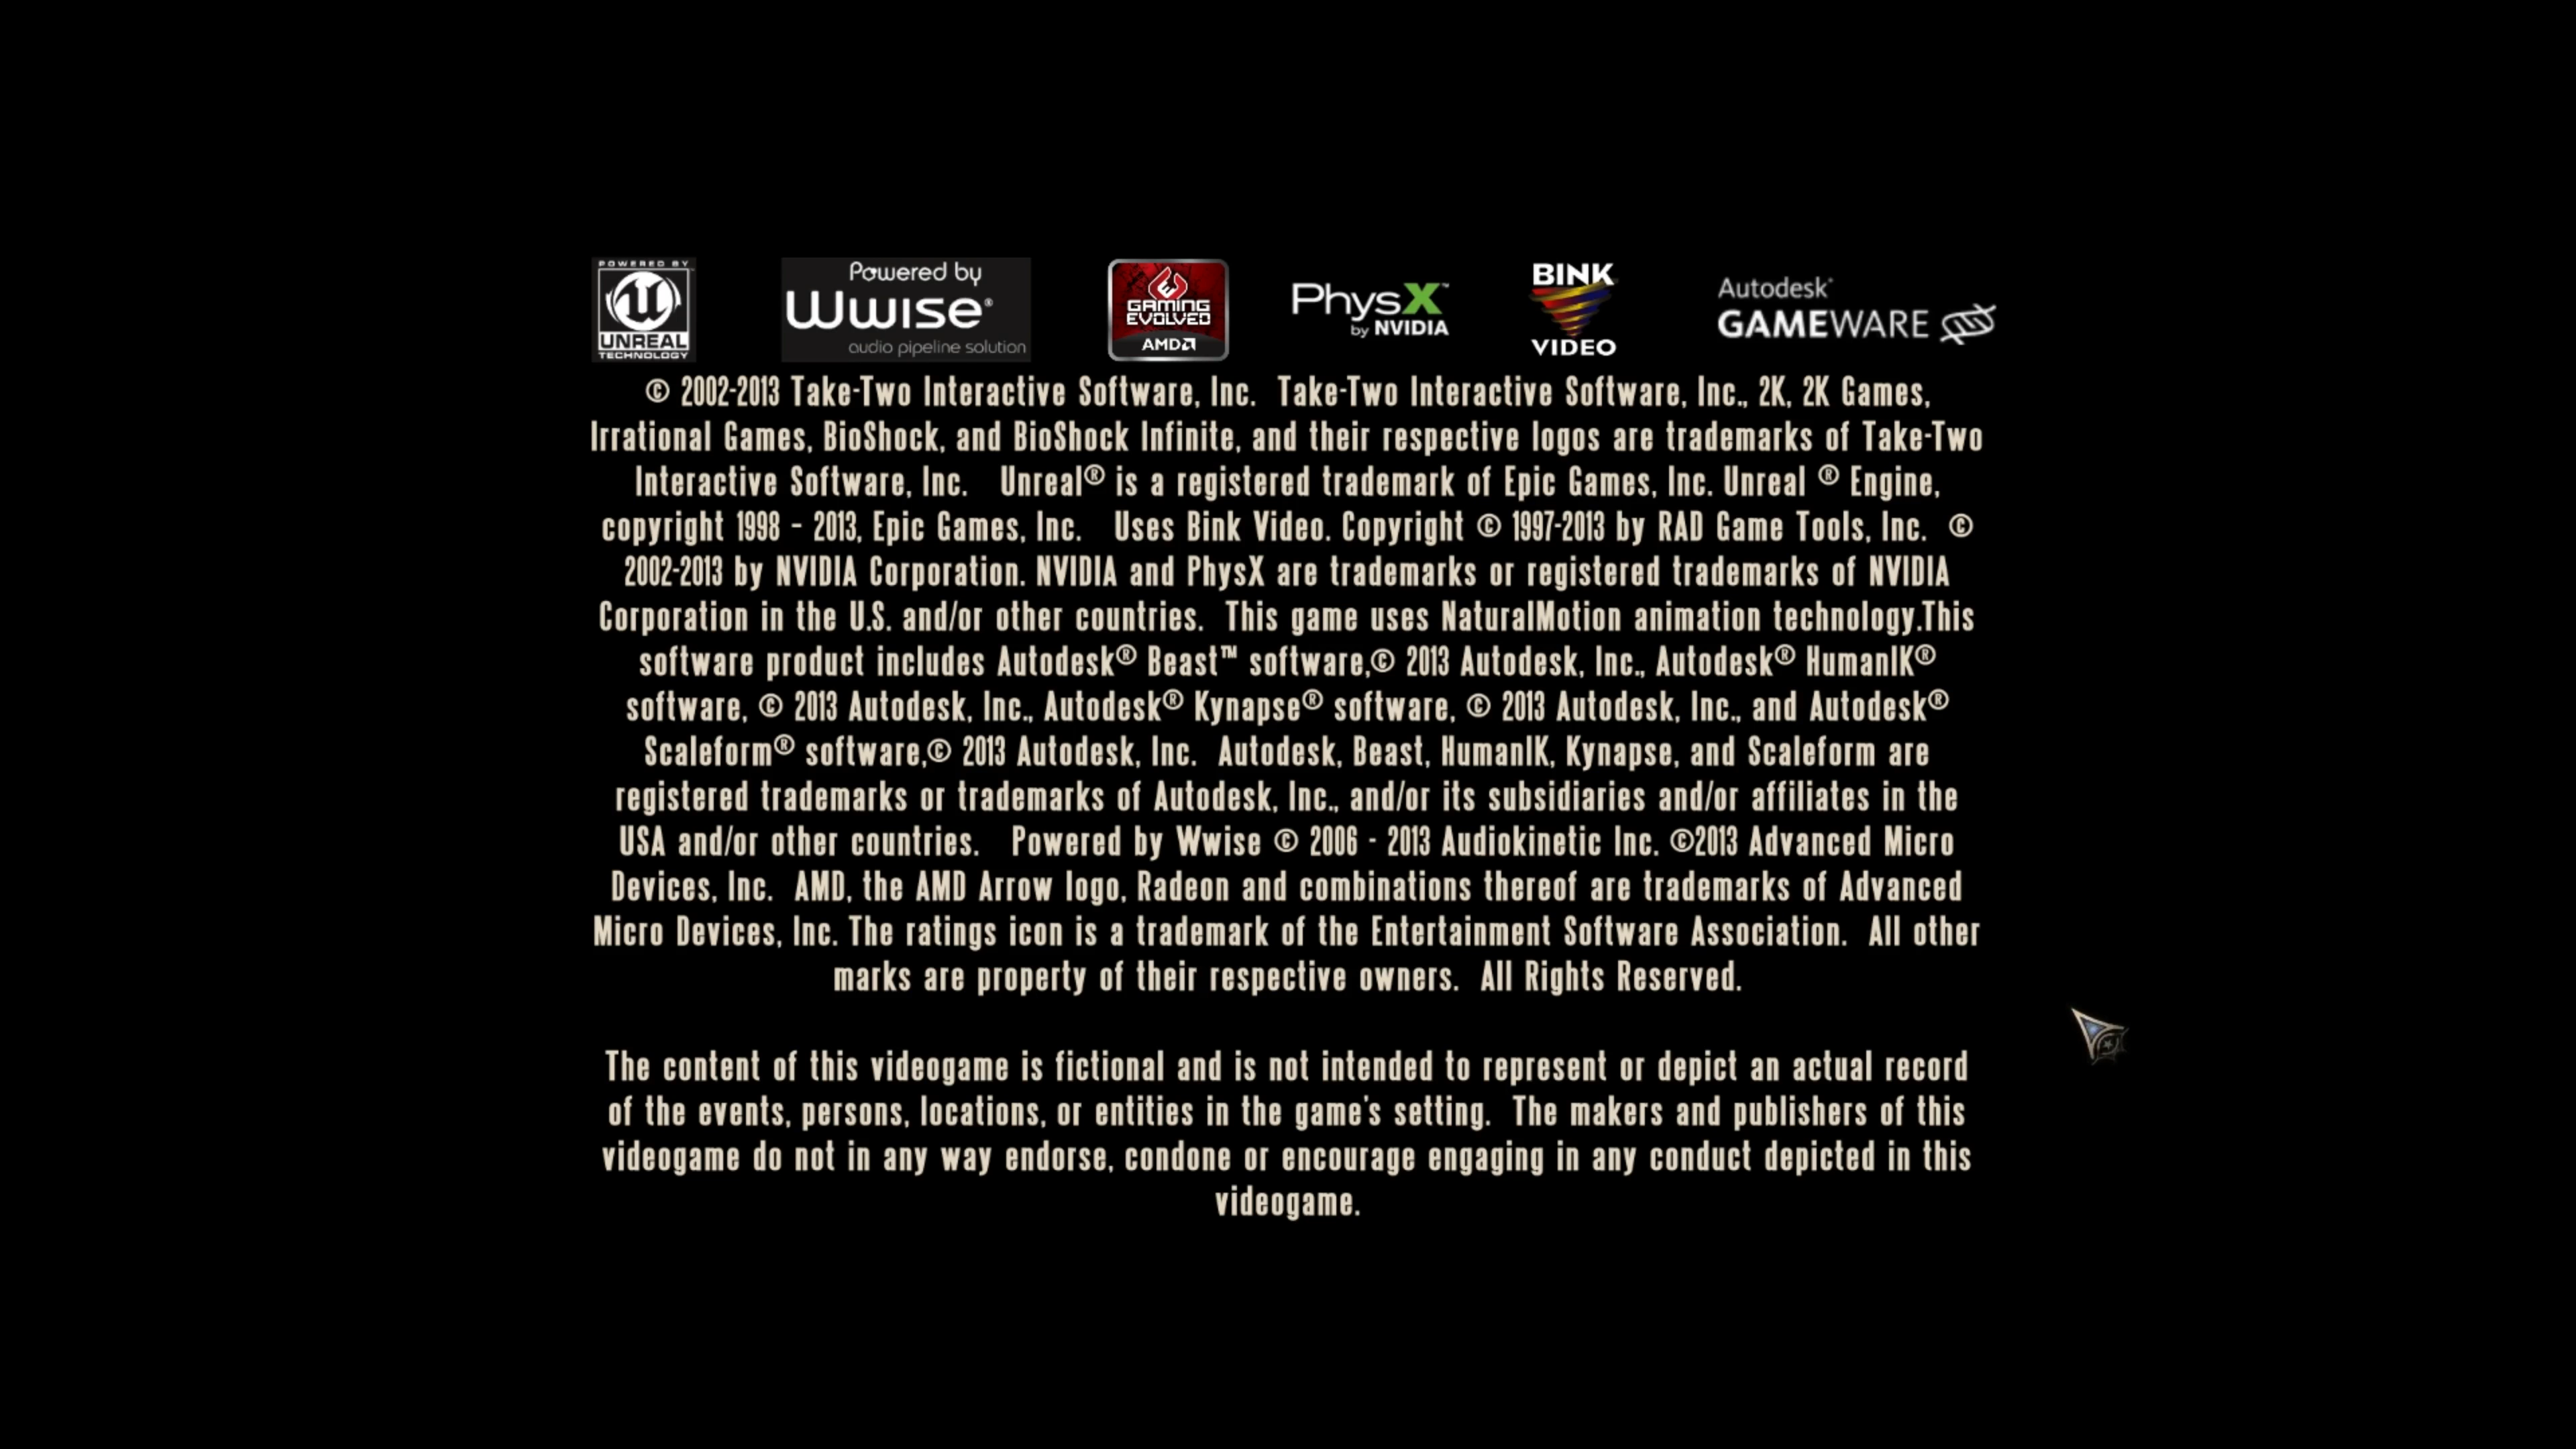 POWERED BY
UNREAL
TECHNOLOGY
Powered by
Wwise®
audio pipeline solution
GAMING
EVOLVED
AMD
PhysX™
by NVIDIA
BINK
VIDEO
Autodesk®
GAMEWARE
© 2002-2013 Take-Two Interactive Software, Inc.  Take-Two Interactive Software, Inc., 2K, 2K Games,
Irrational Games, BioShock, and BioShock Infinite, and their respective logos are trademarks of Take-Two
Interactive Software, Inc.   Unreal® is a registered trademark of Epic Games, Inc. Unreal ® Engine,
copyright 1998 – 2013, Epic Games, Inc.   Uses Bink Video. Copyright © 1997-2013 by RAD Game Tools, Inc.  ©
2002-2013 by NVIDIA Corporation. NVIDIA and PhysX are trademarks or registered trademarks of NVIDIA
Corporation in the U.S. and/or other countries.  This game uses NaturalMotion animation technology.This
software product includes Autodesk® Beast™ software,© 2013 Autodesk, Inc., Autodesk® HumanIK®
software, © 2013 Autodesk, Inc., Autodesk® Kynapse® software, © 2013 Autodesk, Inc., and Autodesk®
Scaleform® software,© 2013 Autodesk, Inc.  Autodesk, Beast, HumanIK, Kynapse, and Scaleform are
registered trademarks or trademarks of Autodesk, Inc., and/or its subsidiaries and/or affiliates in the
USA and/or other countries.   Powered by Wwise © 2006 - 2013 Audiokinetic Inc. ©2013 Advanced Micro
Devices, Inc.  AMD, the AMD Arrow logo, Radeon and combinations thereof are trademarks of Advanced
Micro Devices, Inc. The ratings icon is a trademark of the Entertainment Software Association.  All other
marks are property of their respective owners.  All Rights Reserved.
The content of this videogame is fictional and is not intended to represent or depict an actual record
of the events, persons, locations, or entities in the game's setting.  The makers and publishers of this
videogame do not in any way endorse, condone or encourage engaging in any conduct depicted in this
videogame.